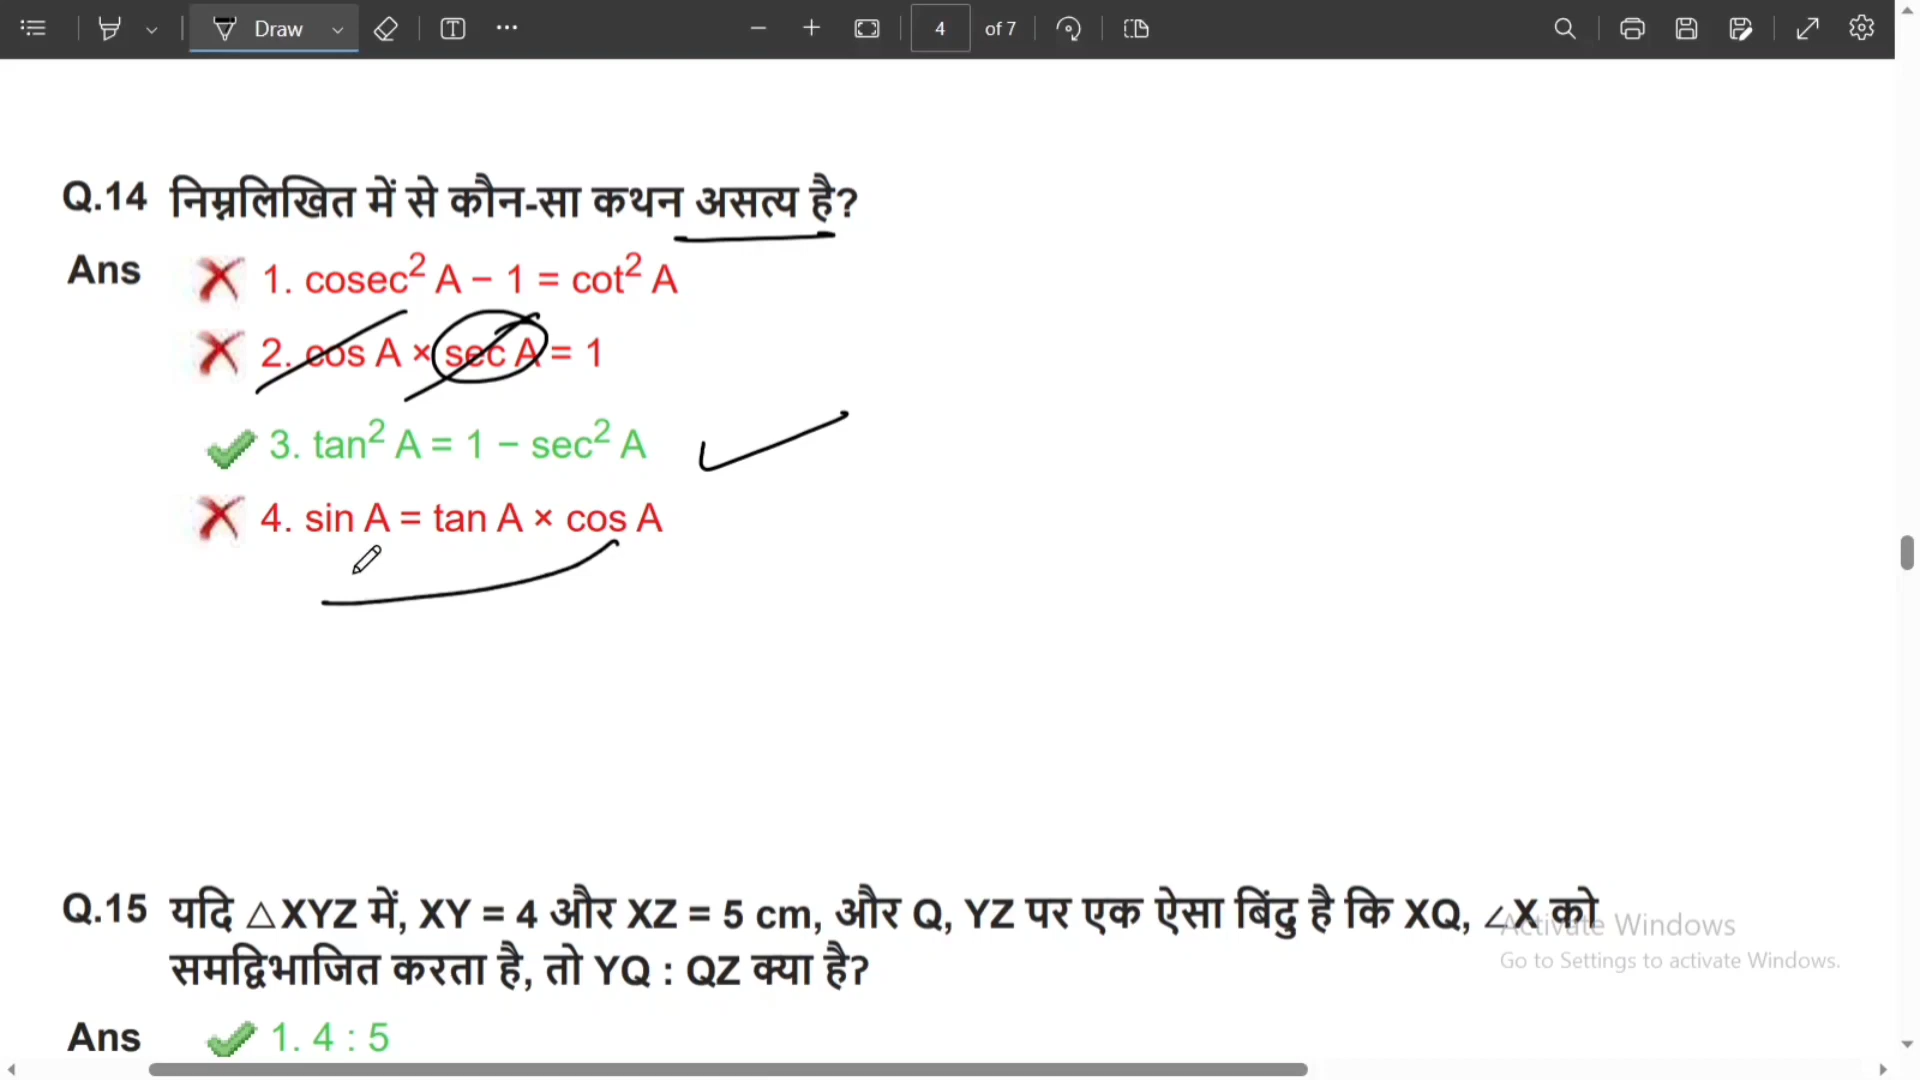 Draw
4 of 7
Q.14 निम्नलिखित में से कौन-सा कथन असत्य है?
Ans 1. cosec² A – 1 = cot² A
2. cos A × sec A = 1
3. tan² A = 1 – sec² A
4. sin A = tan A × cos A
Q.15 यदि △XYZ में, XY = 4 और XZ = 5 cm, और Q, YZ पर एक ऐसा बिंदु है कि XQ, ∠X को
समद्विभाजित करता है, तो YQ : QZ क्या है?
Activate Windows
Go to Settings to activate Windows.
Ans 1. 4 : 5